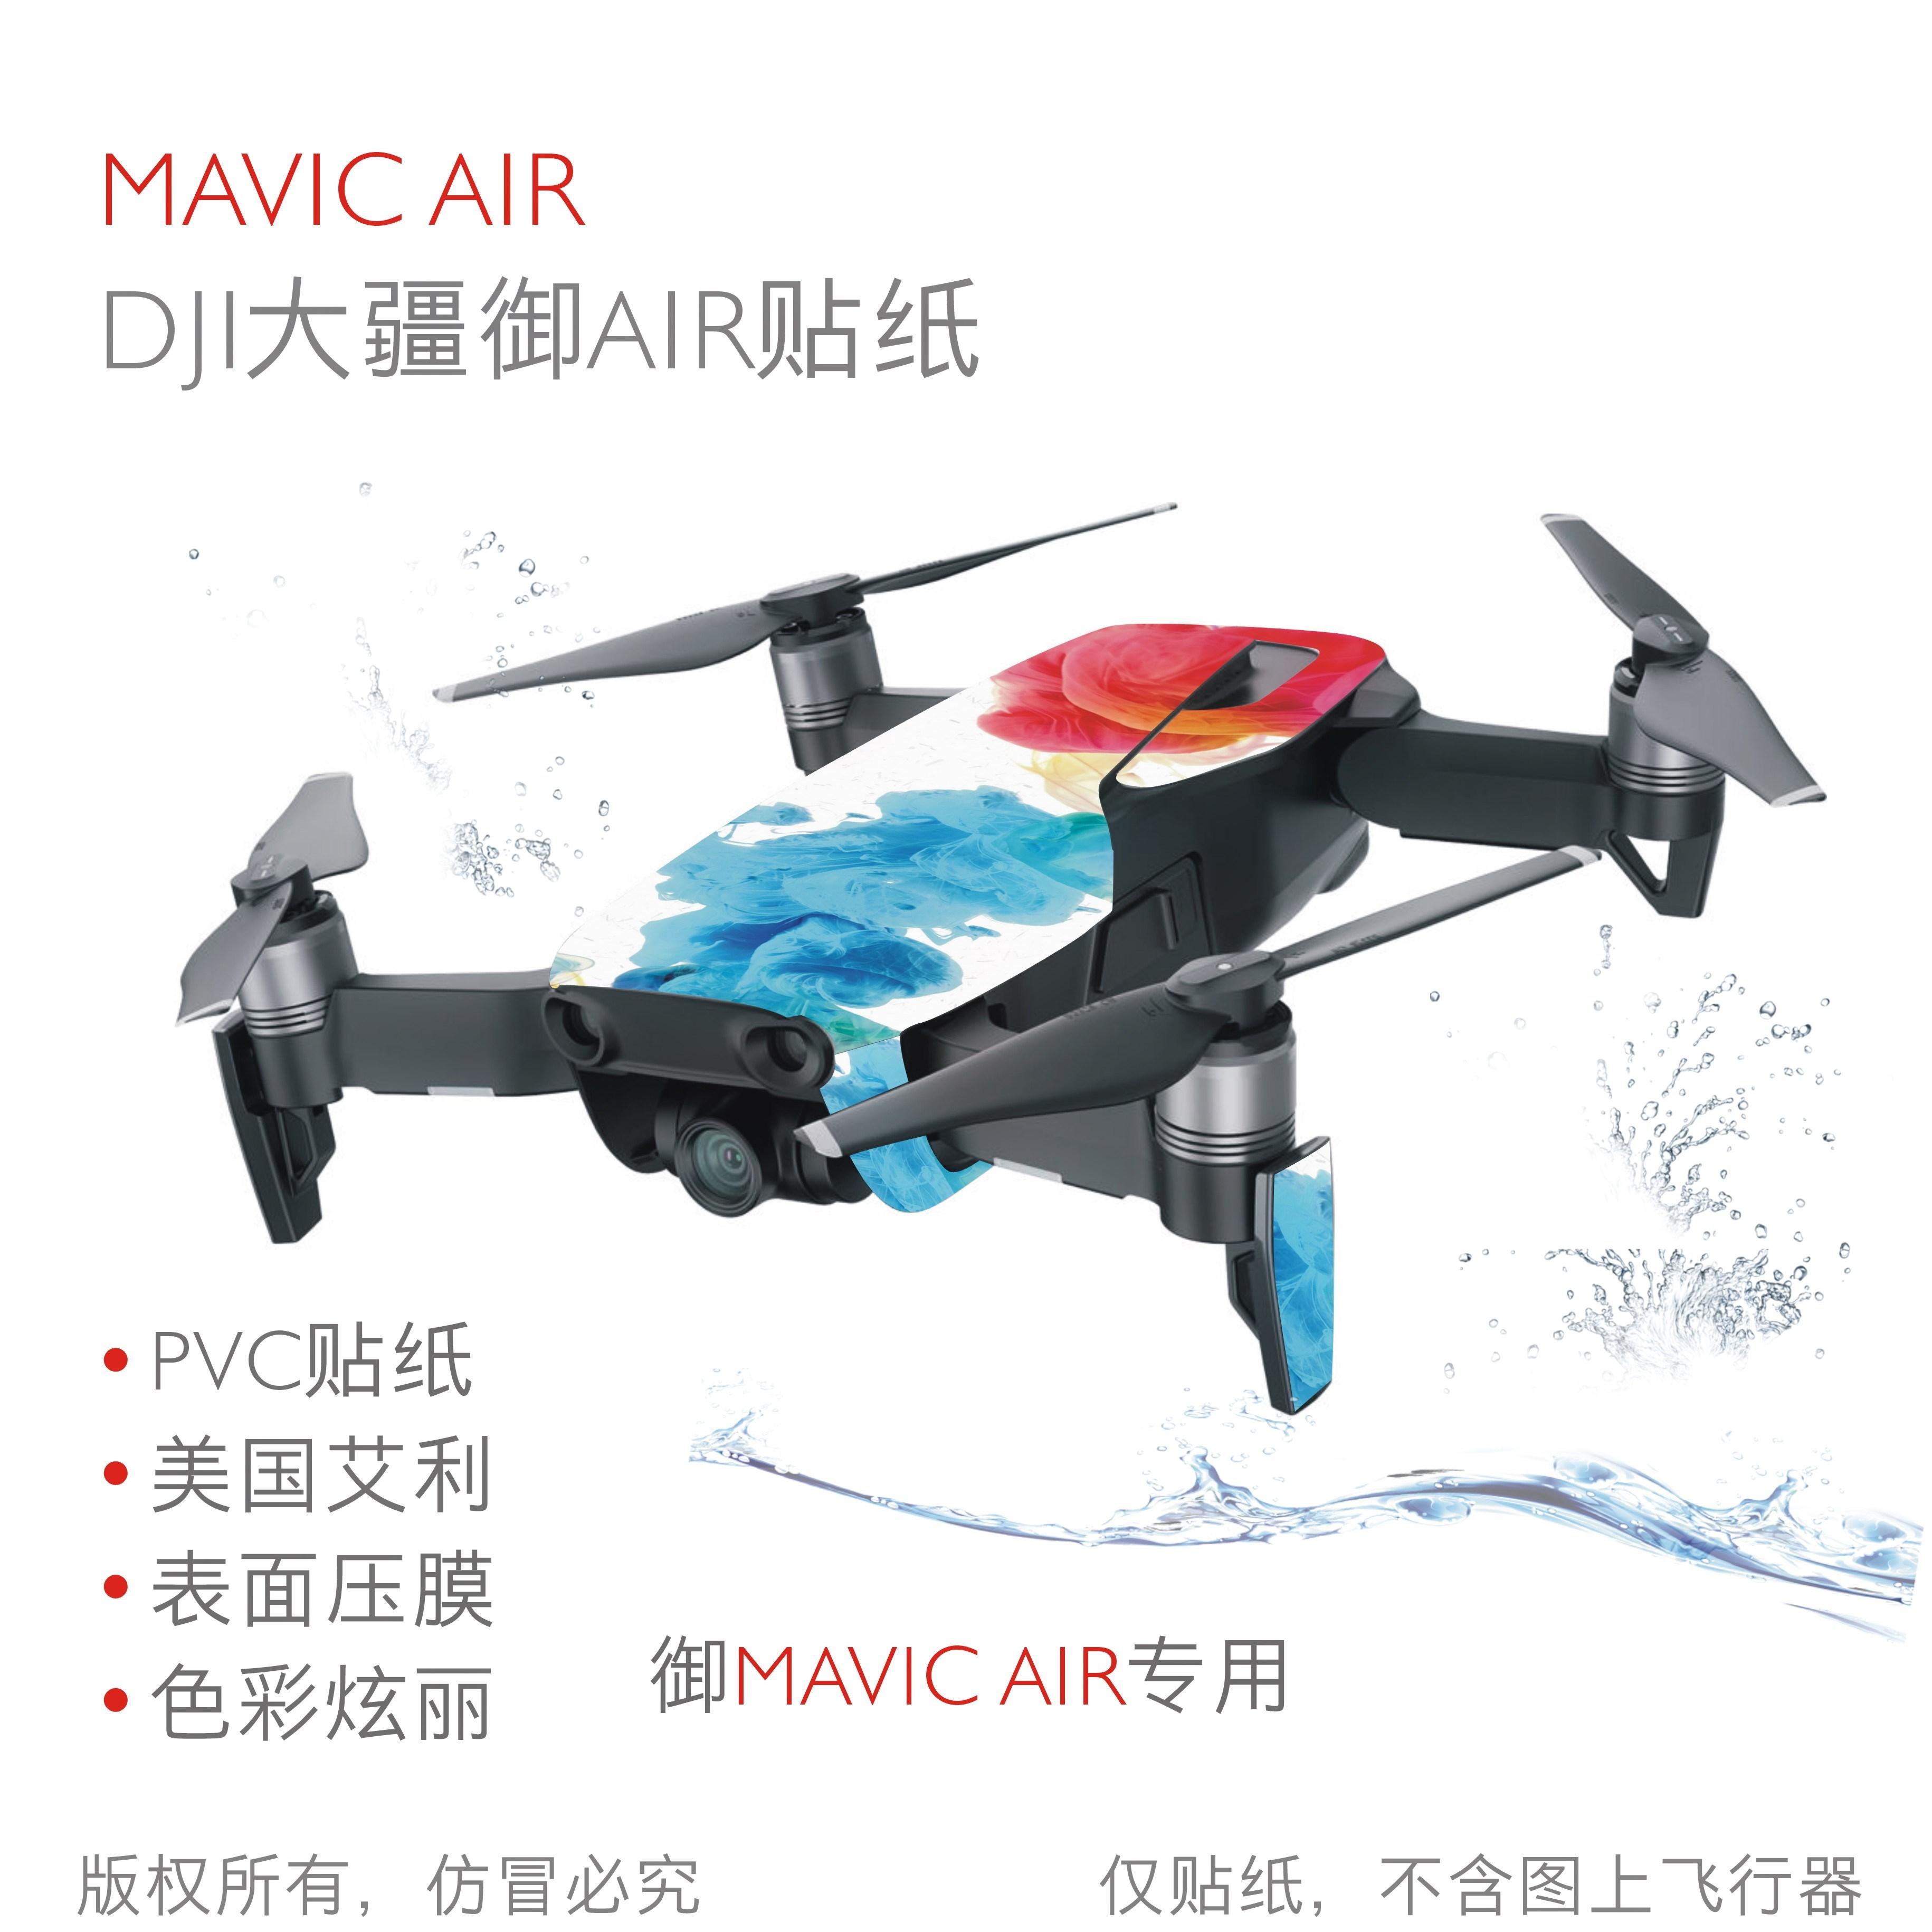 MAVIC AIR
DJI大疆御AIR贴纸
• PVC贴纸
• 美国艾利
• 表面压膜
• 色彩炫丽
御MAVIC AIR专用
版权所有，仿冒必究
仅贴纸，不含图上飞行器